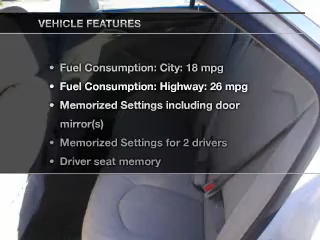 VEHICLE FEATURES
• Fuel Consumption: City: 18 mpg
• Fuel Consumption: Highway: 26 mpg
• Memorized Settings including door
mirror(s)
• Memorized Settings for 2 drivers
• Driver seat memory